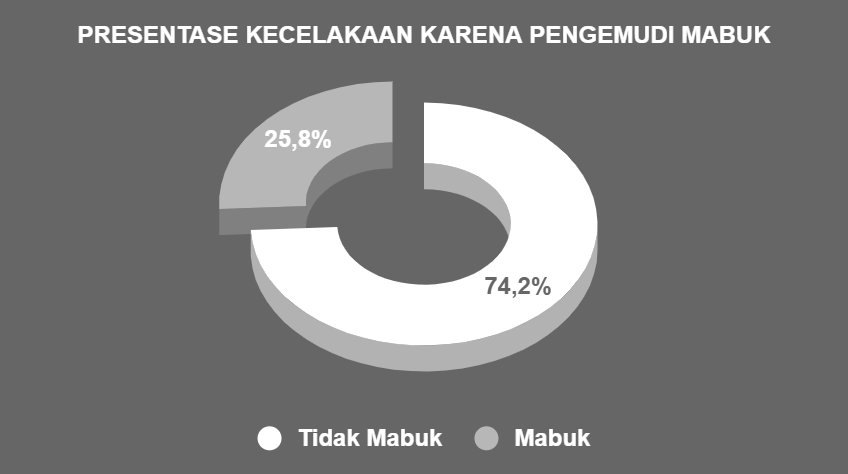 PRESENTASE KECELAKAAN KARENA PENGEMUDI MABUK
25,8%
74,2%
Tidak Mabuk
Mabuk